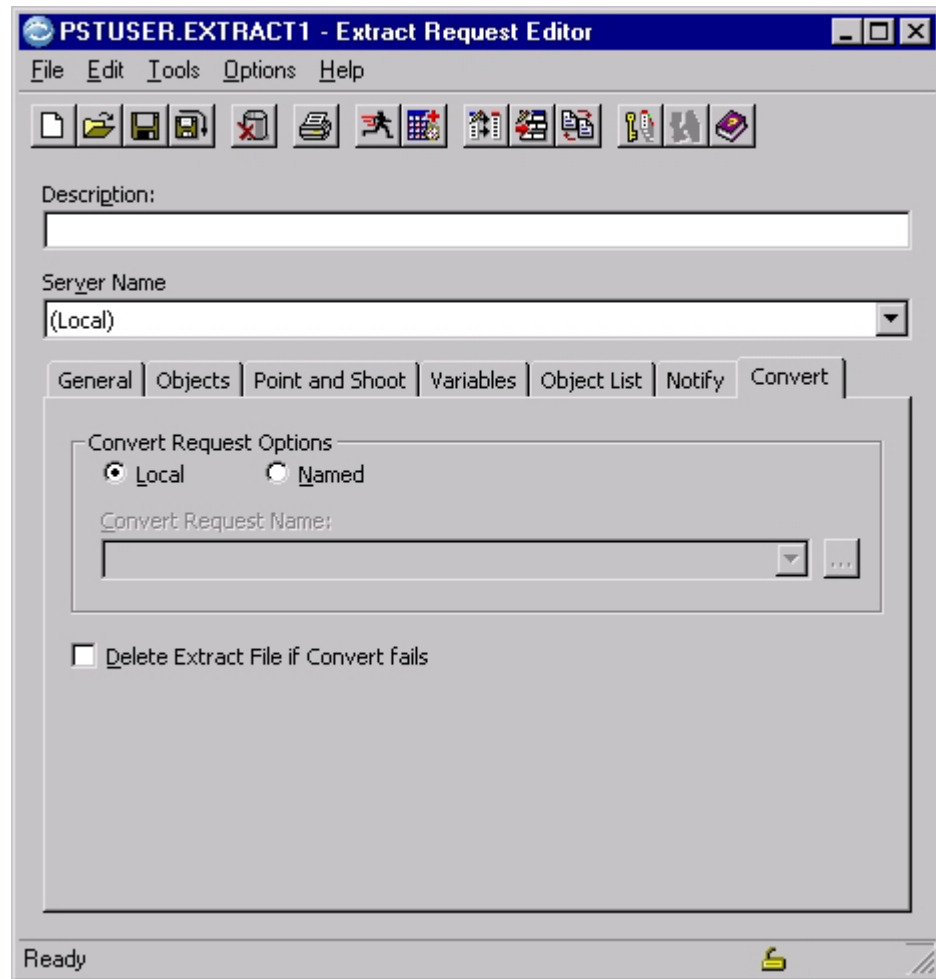 PSTUSER.EXTRACT1 - Extract Request Editor
File Edit Tools Options Help
Description:
Server Name
(Local)
General Objects Point and Shoot Variables Object List Notify Convert
Convert Request Options
Local Named
Convert Request Name:
...
Delete Extract File if Convert fails
Ready